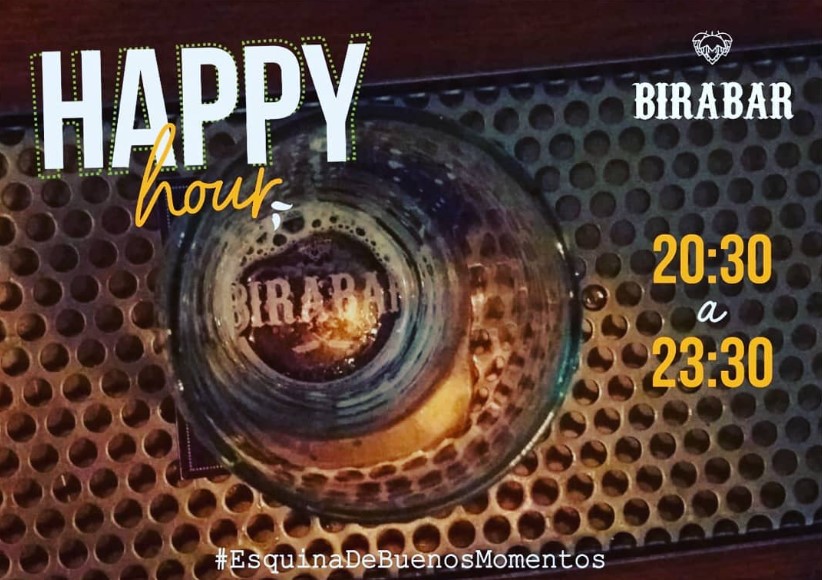 HAPPY
hour
BIRABAR
20:30
a
23:30
BIRABAR
#EsquinaDeBuenosMomentos